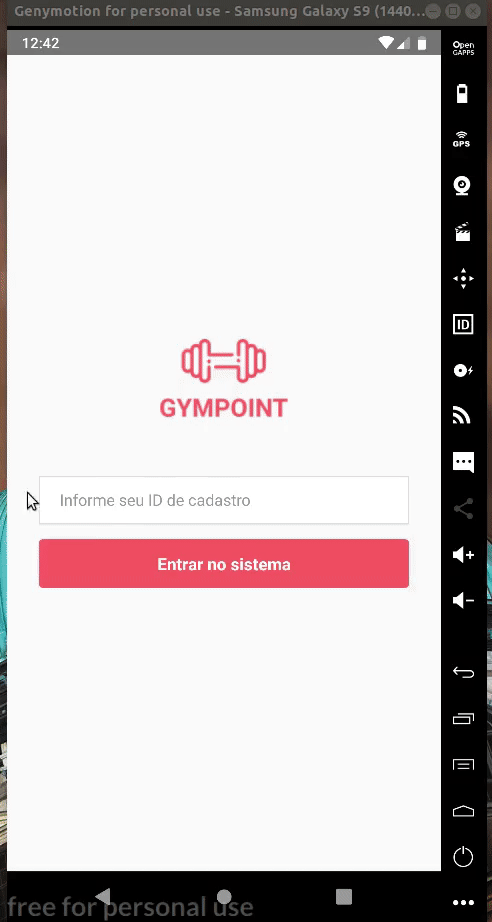 Genymotion for personal use - Samsung Galaxy S9 (1440...
12:42
Open
GAPPS
GPS
ID
GYMPOINT
Informe seu ID de cadastro
Entrar no sistema
free for personal use